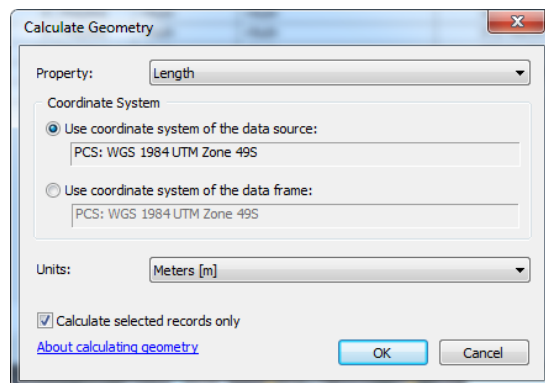 Calculate Geometry
Property: Length
Coordinate System
Use coordinate system of the data source:
PCS: WGS 1984 UTM Zone 49S
Use coordinate system of the data frame:
PCS: WGS 1984 UTM Zone 49S
Units: Meters [m]
Calculate selected records only
About calculating geometry
OK Cancel